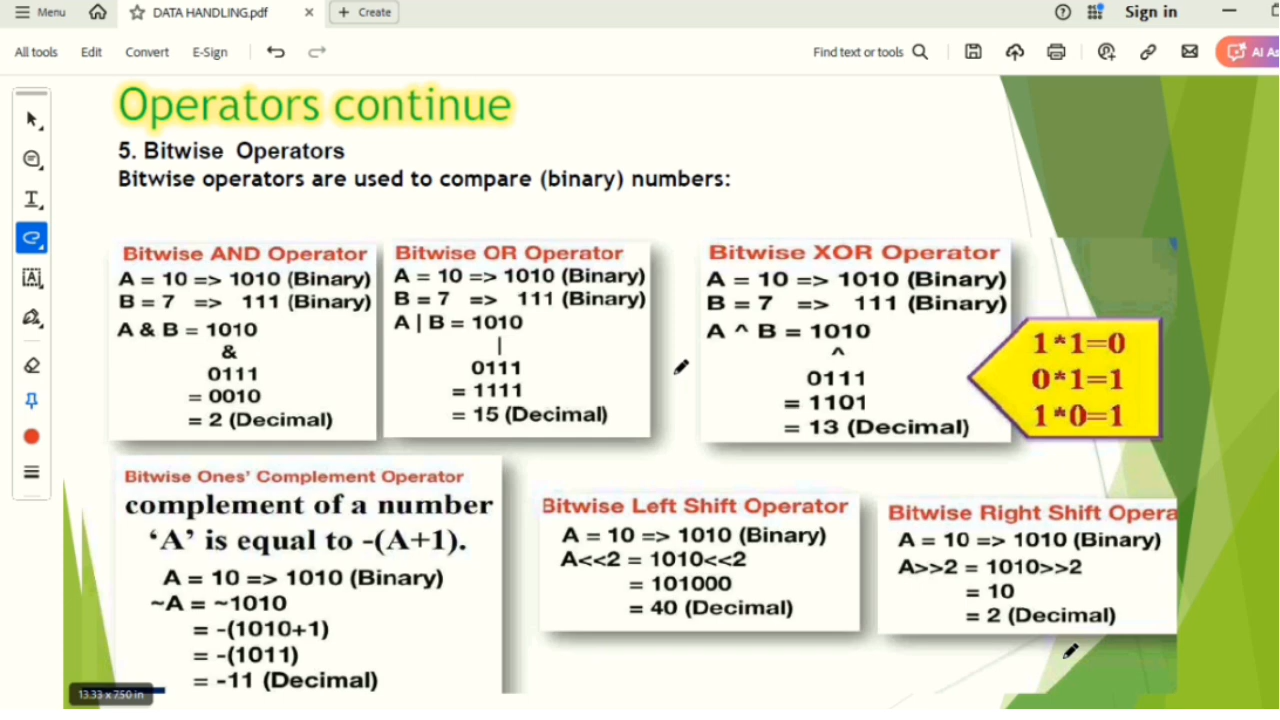 Menu
DATA HANDLING.pdf
× + Create
Sign in
All tools Edit Convert E-Sign
Find text or tools
AI As
Operators continue
5. Bitwise Operators
Bitwise operators are used to compare (binary) numbers:
Bitwise AND Operator
A = 10 => 1010 (Binary)
B = 7 => 111 (Binary)
A & B = 1010
&
0111
= 0010
= 2 (Decimal)
Bitwise OR Operator
A = 10 => 1010 (Binary)
B = 7 => 111 (Binary)
A | B = 1010
|
0111
= 1111
= 15 (Decimal)
Bitwise XOR Operator
A = 10 => 1010 (Binary)
B = 7 => 111 (Binary)
A ^ B = 1010
^
0111
= 1101
= 13 (Decimal)
1*1=0
0*1=1
1*0=1
Bitwise Ones' Complement Operator
complement of a number
‘A’ is equal to -(A+1).
A = 10 => 1010 (Binary)
~A = ~1010
= -(1010+1)
= -(1011)
= -11 (Decimal)
Bitwise Left Shift Operator
A = 10 => 1010 (Binary)
A<<2 = 1010<<2
= 101000
= 40 (Decimal)
Bitwise Right Shift Opera
A = 10 => 1010 (Binary)
A>>2 = 1010>>2
= 10
= 2 (Decimal)
13.33 x 7.50 in